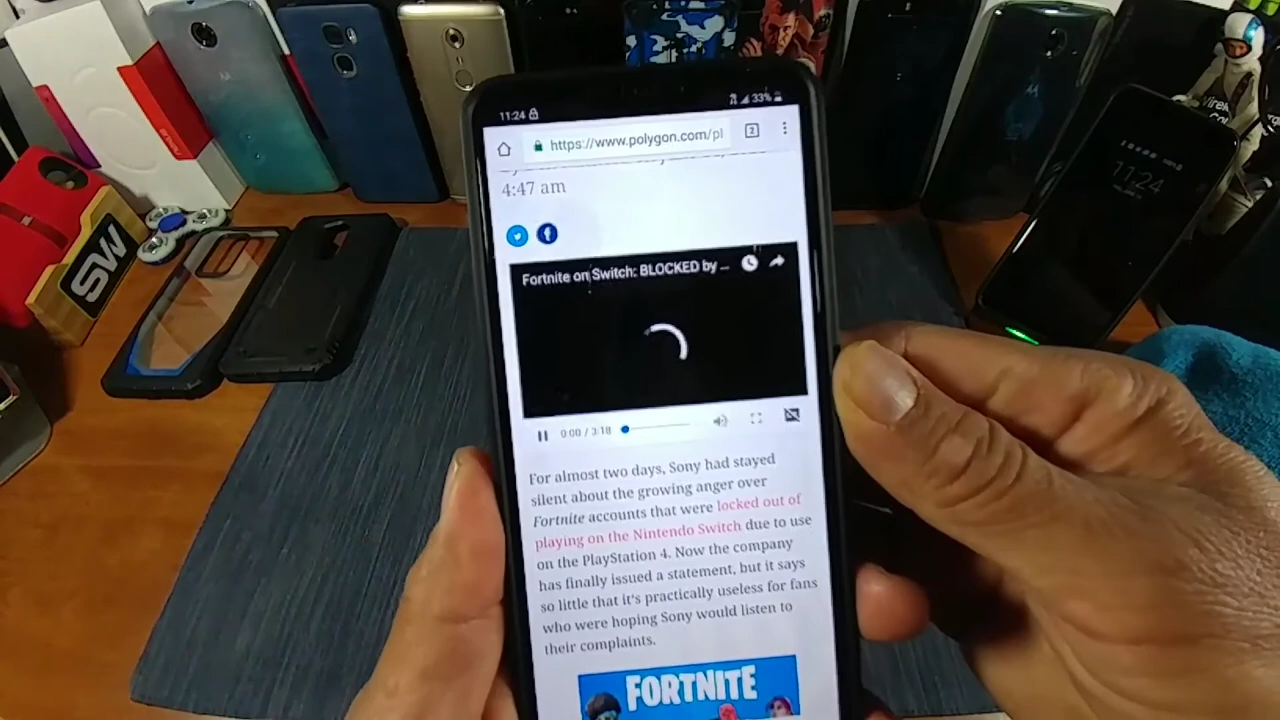 11:24
33%
https://www.polygon.com/pl
2
4:47 am
Fortnite on Switch: BLOCKED by ...
0:00 / 3:18
For almost two days, Sony had stayed
silent about the growing anger over
Fortnite accounts that were locked out of
playing on the Nintendo Switch due to use
on the PlayStation 4. Now the company
has finally issued a statement, but it says
so little that it's practically useless for fans
who were hoping Sony would listen to
their complaints.
FORTNITE
SW
11:24